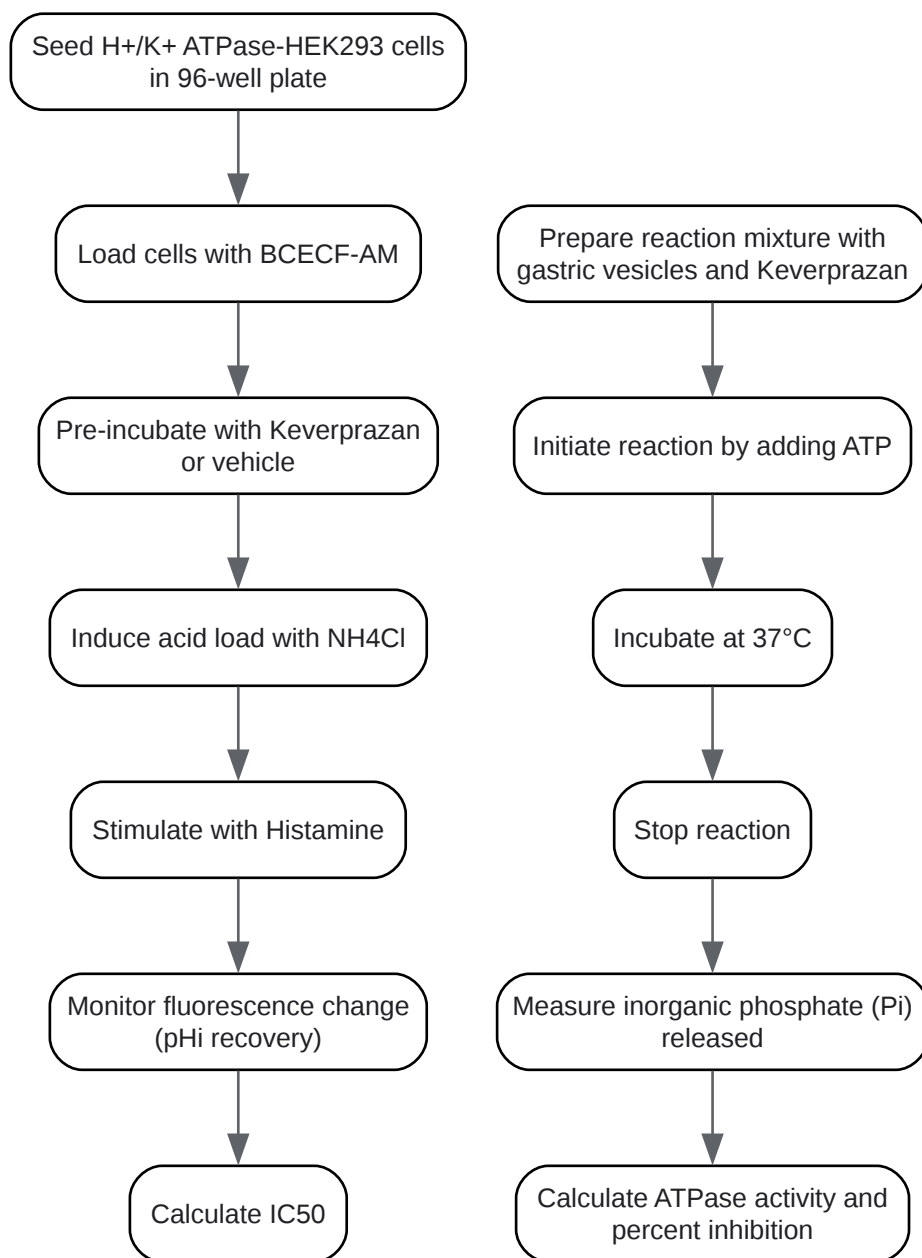 Seed H+/K+ ATPase-HEK293 cells
in 96-well plate
Load cells with BCECF-AM
Pre-incubate with Keverprazan
or vehicle
Induce acid load with NH4Cl
Stimulate with Histamine
Monitor fluorescence change
(pHi recovery)
Calculate IC50
Prepare reaction mixture with
gastric vesicles and Keverprazan
Initiate reaction by adding ATP
Incubate at 37°C
Stop reaction
Measure inorganic phosphate (Pi)
released
Calculate ATPase activity and
percent inhibition